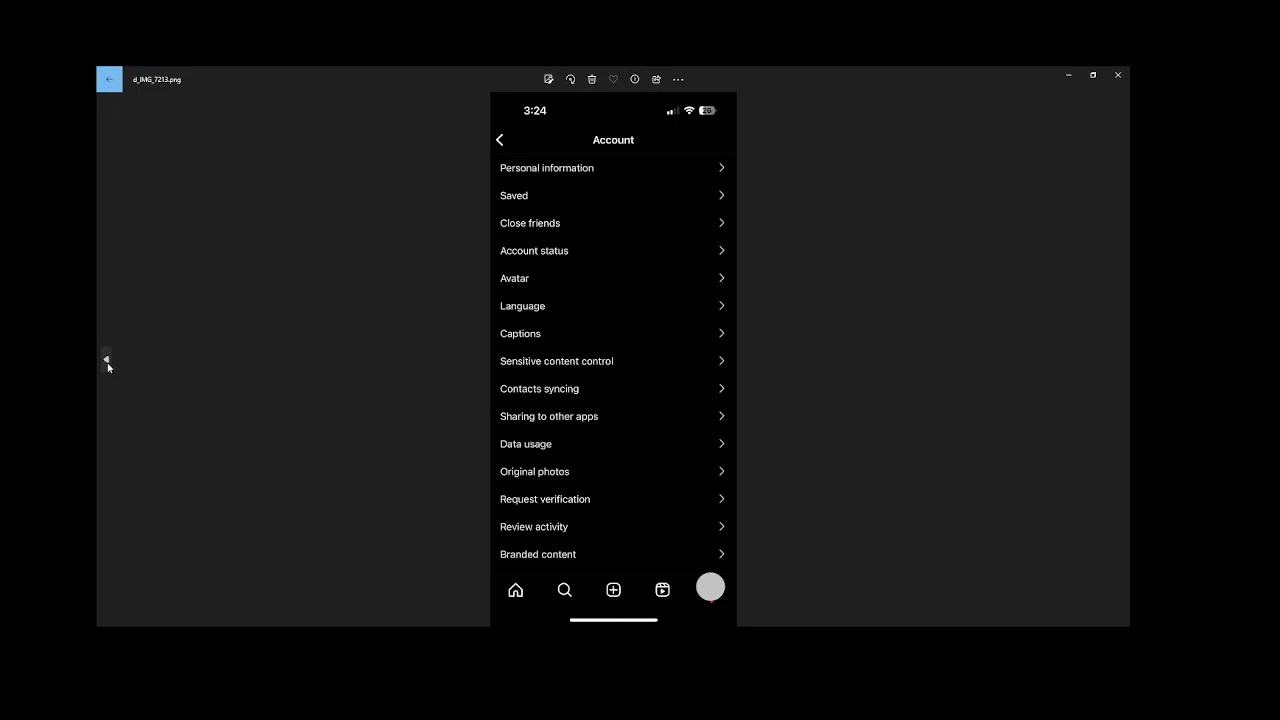 d_IMG_7213.png
3:24
26
Account
Personal information
Saved
Close friends
Account status
Avatar
Language
Captions
Sensitive content control
Contacts syncing
Sharing to other apps
Data usage
Original photos
Request verification
Review activity
Branded content